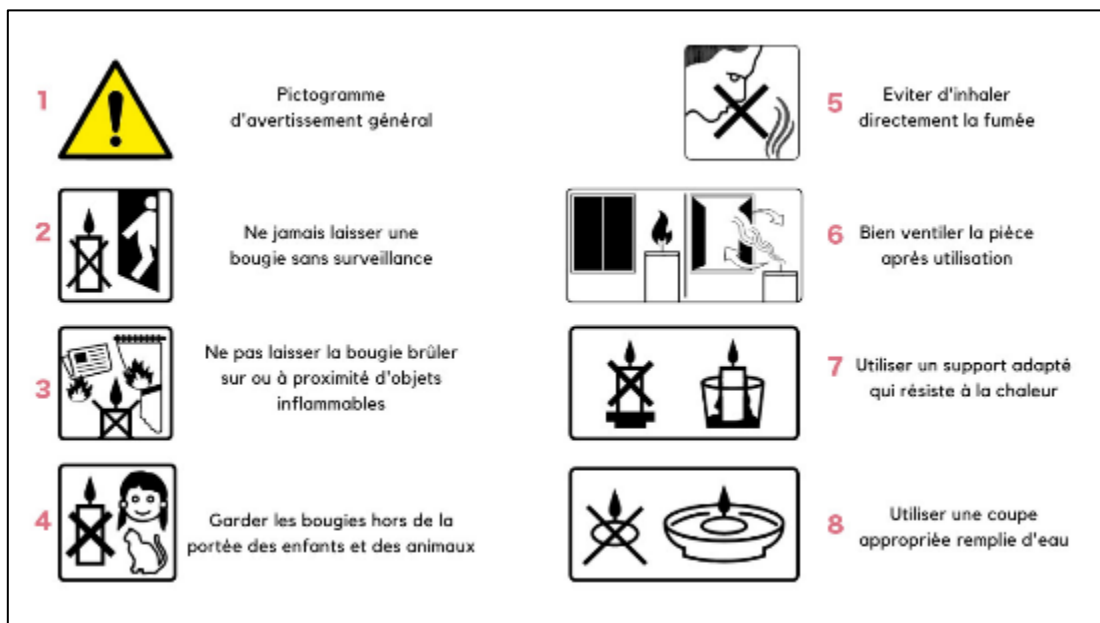 1
Pictogramme
d'avertissement général
2
Ne jamais laisser une
bougie sans surveillance
3
Ne pas laisser la bougie brûler
sur ou à proximité d'objets
inflammables
4
Garder les bougies hors de la
portée des enfants et des animaux
5
Eviter d'inhaler
directement la fumée
6
Bien ventiler la pièce
après utilisation
7
Utiliser un support adapté
qui résiste à la chaleur
8
Utiliser une coupe
appropriée remplie d'eau